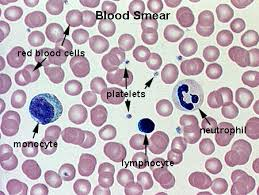 Blood Smear
red blood cells
platelets
neutrophil
monocyte
lymphocyte